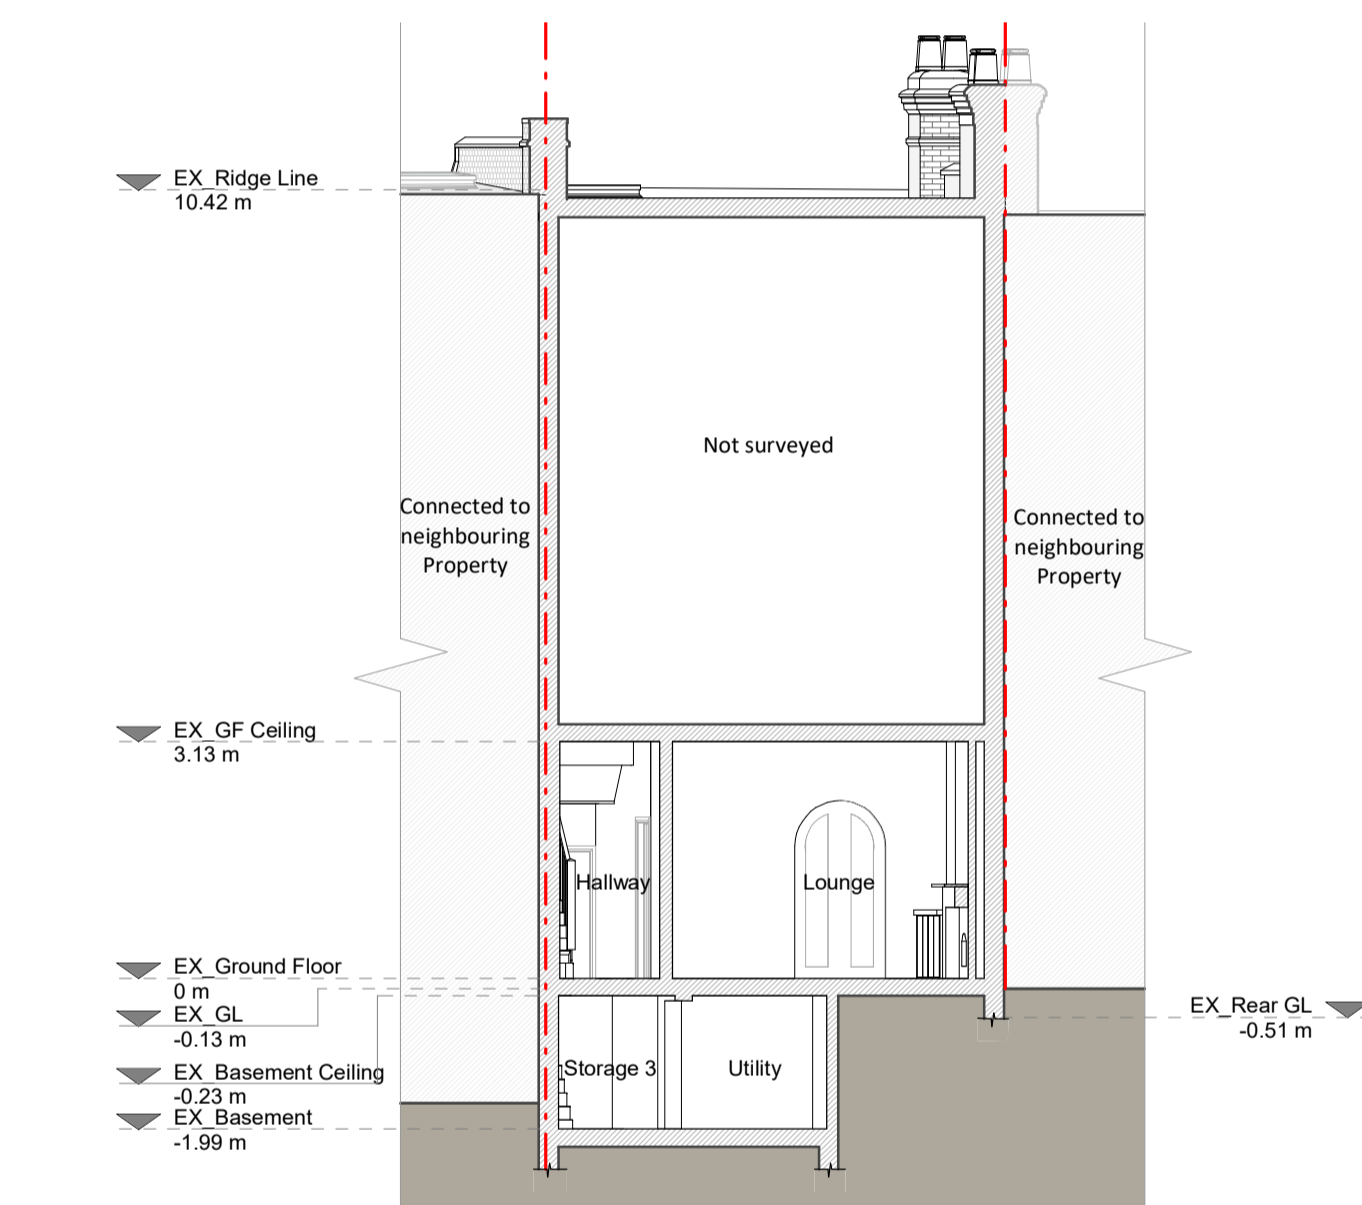 EX_Ridge Line
10.42 m
Not surveyed
Connected to
neighbouring
Property
Connected to
neighbouring
Property
EX_GF Ceiling
3.13 m
Hallway
Lounge
EX_Ground Floor
0 m
EX_GL
-0.13 m
EX_Rear GL
-0.51 m
EX_Basement Ceiling
-0.23 m
Storage 3
Utility
EX_Basement
-1.99 m